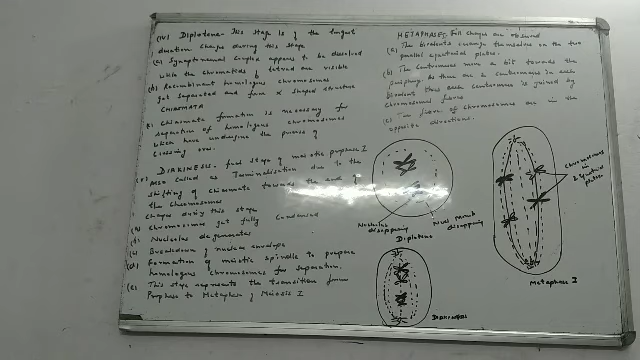 (iv) Diplotene - This stage is of the longest
duration changes during this stage
(a) Synaptonemal complex appears to be dissolved
while the chromatids of tetrad are visible
(b) Recombinant homologous chromosomes
get separated and form X shaped structure
CHIASMATA
(c) Chiasmata formation is necessary for
separation of homologous chromosomes
which have undergone the process of
Crossing over.
(v) DIAKINESIS. final stage of meiotic prophase I
Also called as Terminalisation due to the
shifting of Chiasmata towards the end of
the Chromosomes
Changes during this stage
(a) Chromosomes get fully Condensed
(b) Nucleolus degenerates
(c) Breakdown of nuclear envelope
(d) Formation of meiotic spindle to prepare
homologous Chromosomes for separation.
(e) This stage represents the transition from
Prophase to Metaphase of Meiosis I
METAPHASE: Foll changes are observed
(a) The bivalents arrange themselves on the two
parallel equatorial plates.
(b) The Centromeres move a bit towards the
periphery. As there are 2 centromeres in each
bivalent thus each centromere is joined by
Chromosomal fibres
(c) The of Chromosomes are in the
opposite directions.
Nucleolus
disappearing
disappearing
Diplotene
Diakinesis
Chromosomes
in
2 Equatorial
plates
Metaphase I